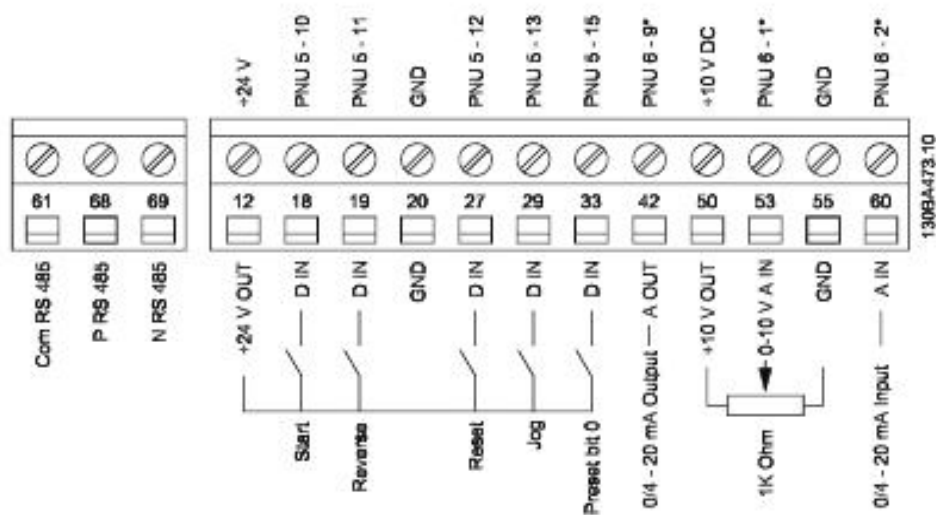 +24 V
PNU 5 - 10
PNU 5 - 11
GND
PNU 5 - 12
PNU 5 - 13
PNU 5 - 15
PNU 6 - 9*
+10 V DC
PNU 6 - 1*
GND
PNU 6 - 2*
61 68 69 12 18 19 20 27 29 33 42 50 53 55 60
130BA473.10
Com RS 485
P RS 485
N RS 485
+24 V OUT
D IN
D IN
GND
D IN
D IN
D IN
0/4 - 20 mA Output A OUT
+10 V OUT
0-10 V A IN
GND
0/4 - 20 mA Input A IN
Start
Reverse
Reset
Jog
Preset bit 0
1K Ohm